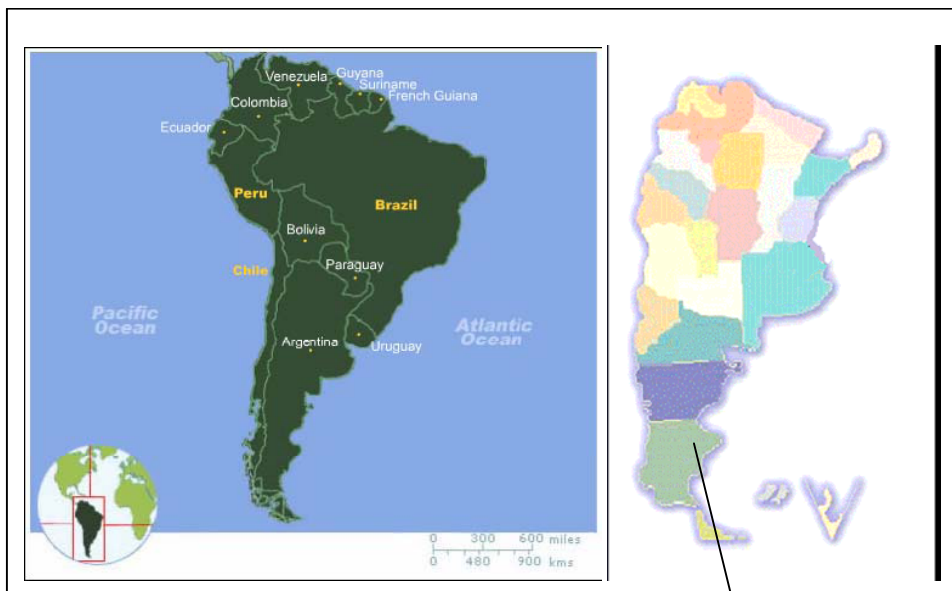 Venezuela
Guyana
Suriname
French Guiana
Colombia
Ecuador
Peru
Brazil
Bolivia
Chile
Paraguay
Pacific
Ocean
Atlantic
Ocean
Argentina
Uruguay
0 300 600 miles
0 480 900 kms